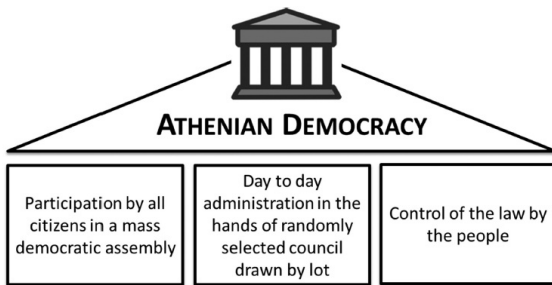 ATHENIAN DEMOCRACY
Participation by all
citizens in a mass
democratic assembly
Day to day
administration in the
hands of randomly
selected council
drawn by lot
Control of the law by
the people